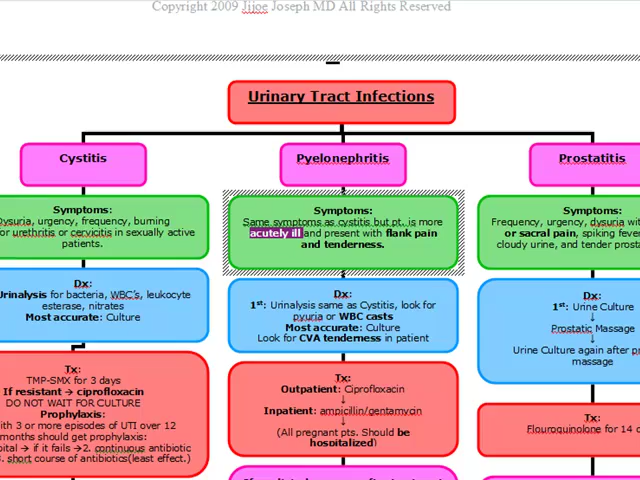 Copyright 2009 Jijoe Joseph MD All Rights Reserved
Urinary Tract Infections
Cystitis
Symptoms:
Dysuria, urgency, frequency, burning
or urethritis or cervicitis in sexually active
patients.
Dx:
Urinalysis for bacteria, WBC's, leukocyte
esterase, nitrates
Most accurate: Culture
Tx:
TMP-SMX for 3 days
If resistant → ciprofloxacin
DO NOT WAIT FOR CULTURE
Prophylaxis:
with 3 or more episodes of UTI over 12
months should get prophylaxis:
→ if it fails →2. continuous antibiotic
3. short course of antibiotics(least effect.)
Pyelonephritis
Symptoms:
Same symptoms as cystitis but pt. is more
acutely ill and present with flank pain
and tenderness.
Dx:
1st: Urinalysis same as Cystitis, look for
pyuria or WBC casts
Most accurate: Culture
Look for CVA tenderness in patient
Tx:
Outpatient: Ciprofloxacin
↓
Inpatient: ampicillin/gentamycin
↓
(All pregnant pts. Should be
hospitalized)
Prostatitis
Symptoms:
Frequency, urgency, dysuria
or sacral pain, spiking
cloudy urine, and tender
Dx:
1st: Urine Culture
↓
Prostatic Massage
↓
Urine Culture again after
massage
Tx:
Flouroquinolone for 14